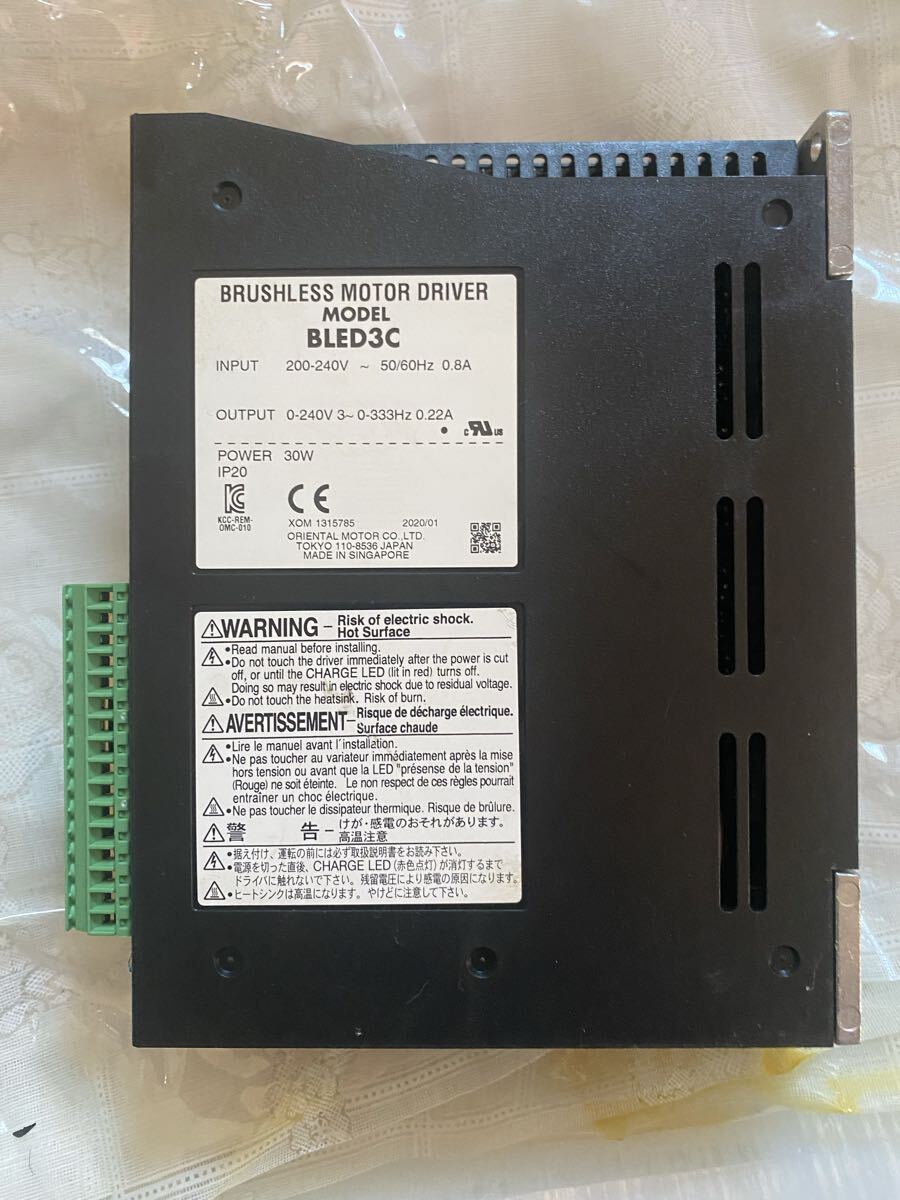 BRUSHLESS MOTOR DRIVER
MODEL
BLED3C
INPUT 200-240V ~ 50/60Hz 0.8A
OUTPUT 0-240V 3~ 0-333Hz 0.22A
c RU US
POWER 30W
IP20
KC CE
KCC-REM-
OMC-010
XOM 1315785 2020/01
ORIENTAL MOTOR CO.,LTD.
TOKYO 110-8536 JAPAN
MADE IN SINGAPORE
WARNING – Risk of electric shock.
Hot Surface
•Read manual before installing.
•Do not touch the driver immediately after the power is cut
off, or until the CHARGE LED (lit in red) turns off.
Doing so may result in electric shock due to residual voltage.
•Do not touch the heatsink. Risk of burn.
AVERTISSEMENT – Risque de décharge électrique.
Surface chaude
•Lire le manuel avant l'installation.
•Ne pas toucher au variateur immédiatement après la mise
hors tension ou avant que la LED "présense de la tension"
(Rouge) ne soit éteinte. Le non respect de ces règles pourrait
entraîner un choc électrique.
•Ne pas toucher le dissipateur thermique. Risque de brûlure.
警告 – けが・感電のおそれがあります。
高温注意
•据え付け、運転の前には必ず取扱説明書をお読み下さい。
•電源を切った直後、CHARGE LED (赤色点灯) が消灯するまで
ドライバに触れないで下さい。残留電圧により感電の原因になります。
•ヒートシンクは高温になります。やけどに注意して下さい。